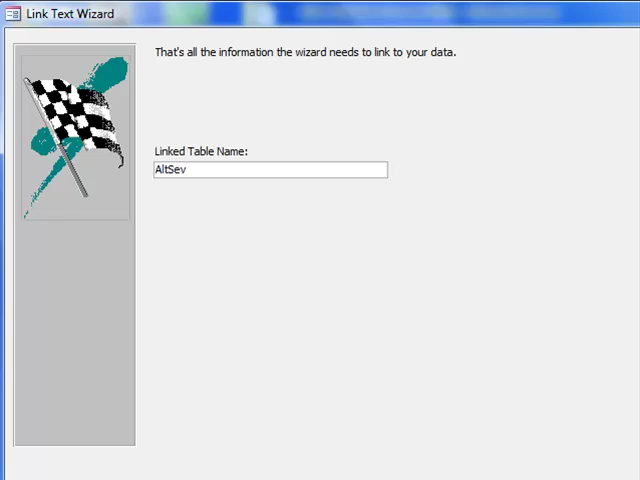 Link Text Wizard
That's all the information the wizard needs to link to your data.
Linked Table Name:
AltSev